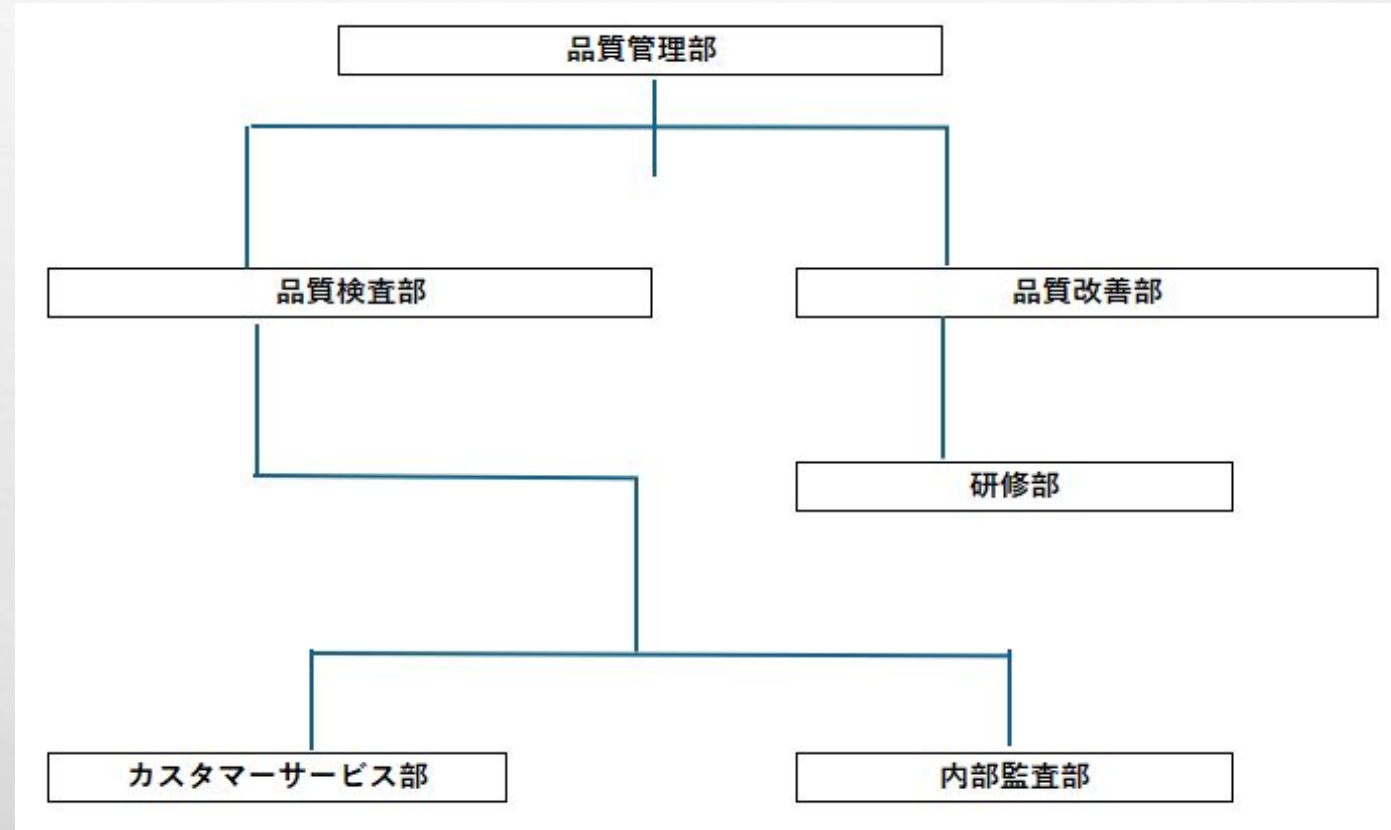 品質管理部
品質検査部
品質改善部
研修部
カスタマーサービス部
内部監査部